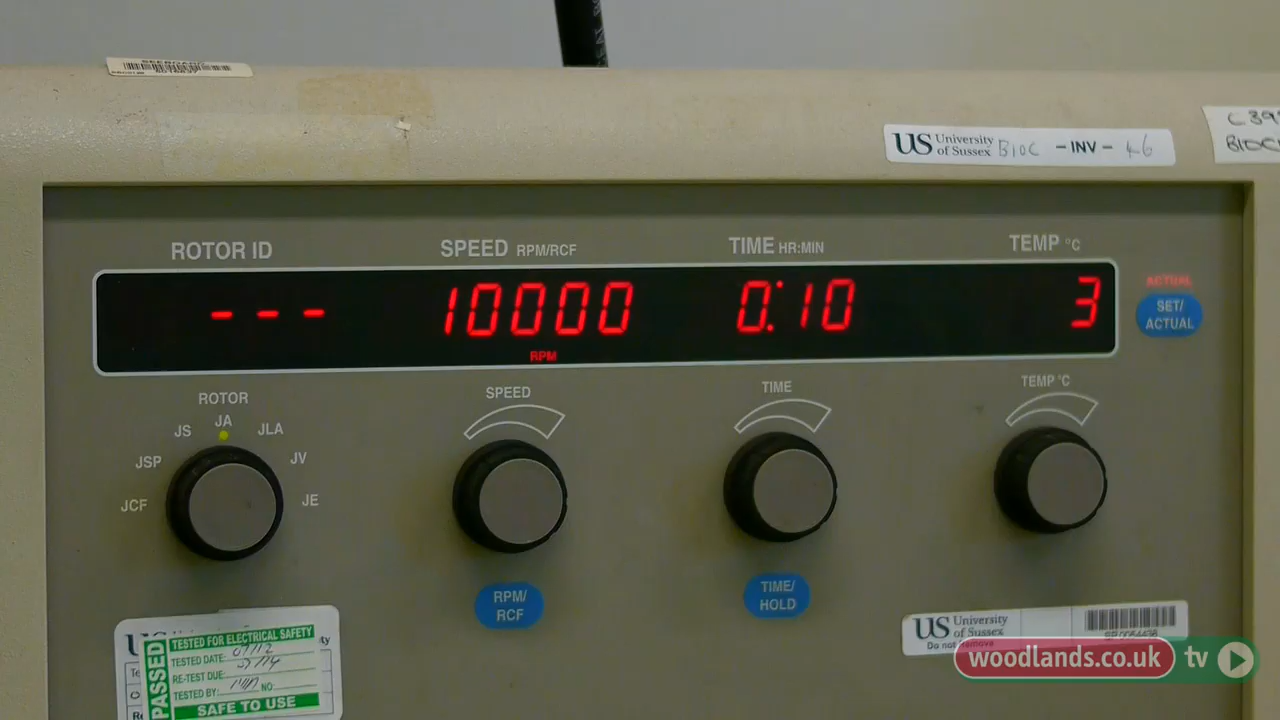 US University of Sussex BIOC - INV - 46
C39
BIOC
ROTOR ID
SPEED RPM/RCF
TIME HR:MIN
TEMP °C
--- 10000 0:10 3
RPM
ACTUAL
SET/
ACTUAL
ROTOR
JCF
JSP
JS
JA
JLA
JV
JE
SPEED
TIME
TEMP °C
RPM/
RCF
TIME/
HOLD
PASSED
TESTED FOR ELECTRICAL SAFETY
TESTED DATE:
RE-TEST DUE:
TESTED BY: NO
SAFE TO USE
US University
of Sussex
Do not remove
woodlands.co.uk tv